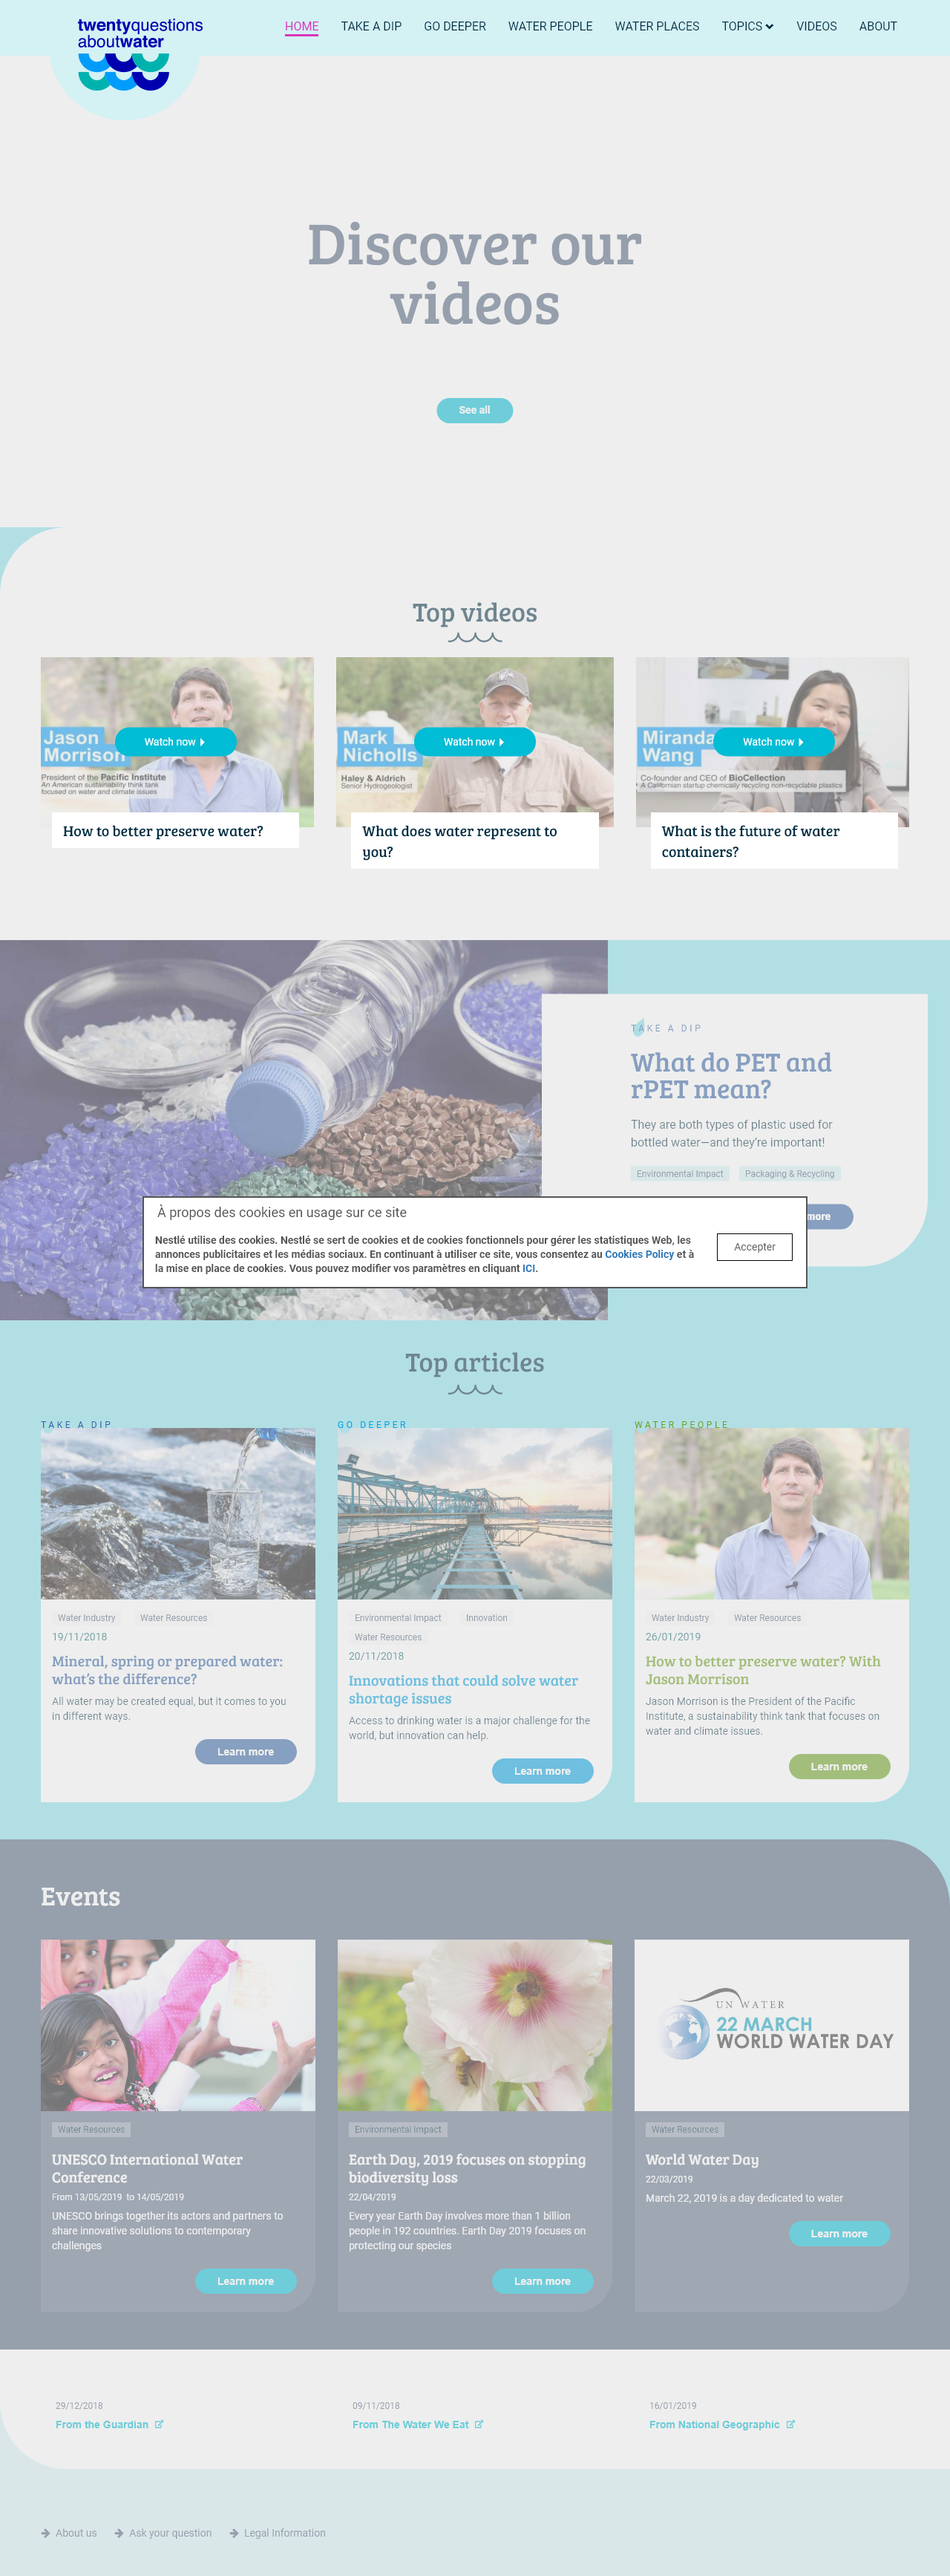 twentyquestions
aboutwater
HOME TAKE A DIP GO DEEPER WATER PEOPLE WATER PLACES TOPICS VIDEOS ABOUT
Discover our
videos
See all
Top videos
Jason
Morrison
Watch now
President of the Pacific Institute
An American sustainability think tank
focused on water and climate issues
How to better preserve water?
Mark
Nicholls
Watch now
Haley & Aldrich
Senior Hydrogeologist
What does water represent to
you?
Miranda
Wang
Watch now
Co-founder and CEO of BioCellection
A Californian startup chemically recycling non-recyclable plastics
What is the future of water
containers?
TAKE A DIP
What do PET and
rPET mean?
They are both types of plastic used for
bottled water—and they're important!
Environmental Impact Packaging & Recycling
more
À propos des cookies en usage sur ce site
Nestlé utilise des cookies. Nestlé se sert de cookies et de cookies fonctionnels pour gérer les statistiques Web, les
annonces publicitaires et les médias sociaux. En continuant à utiliser ce site, vous consentez au Cookies Policy et à
la mise en place de cookies. Vous pouvez modifier vos paramètres en cliquant ICI.
Accepter
Top articles
TAKE A DIP
Water Industry Water Resources
19/11/2018
Mineral, spring or prepared water:
what's the difference?
All water may be created equal, but it comes to you
in different ways.
Learn more
GO DEEPER
Environmental Impact Innovation
Water Resources
20/11/2018
Innovations that could solve water
shortage issues
Access to drinking water is a major challenge for the
world, but innovation can help.
Learn more
WATER PEOPLE
Water Industry Water Resources
26/01/2019
How to better preserve water? With
Jason Morrison
Jason Morrison is the President of the Pacific
Institute, a sustainability think tank that focuses on
water and climate issues.
Learn more
Events
Water Resources
UNESCO International Water
Conference
From 13/05/2019 to 14/05/2019
UNESCO brings together its actors and partners to
share innovative solutions to contemporary
challenges
Learn more
Environmental Impact
Earth Day, 2019 focuses on stopping
biodiversity loss
22/04/2019
Every year Earth Day involves more than 1 billion
people in 192 countries. Earth Day 2019 focuses on
protecting our species
Learn more
UN WATER
22 MARCH
WORLD WATER DAY
Water Resources
World Water Day
22/03/2019
March 22, 2019 is a day dedicated to water
Learn more
29/12/2018
From the Guardian
09/11/2018
From The Water We Eat
16/01/2019
From National Geographic
About us Ask your question Legal Information